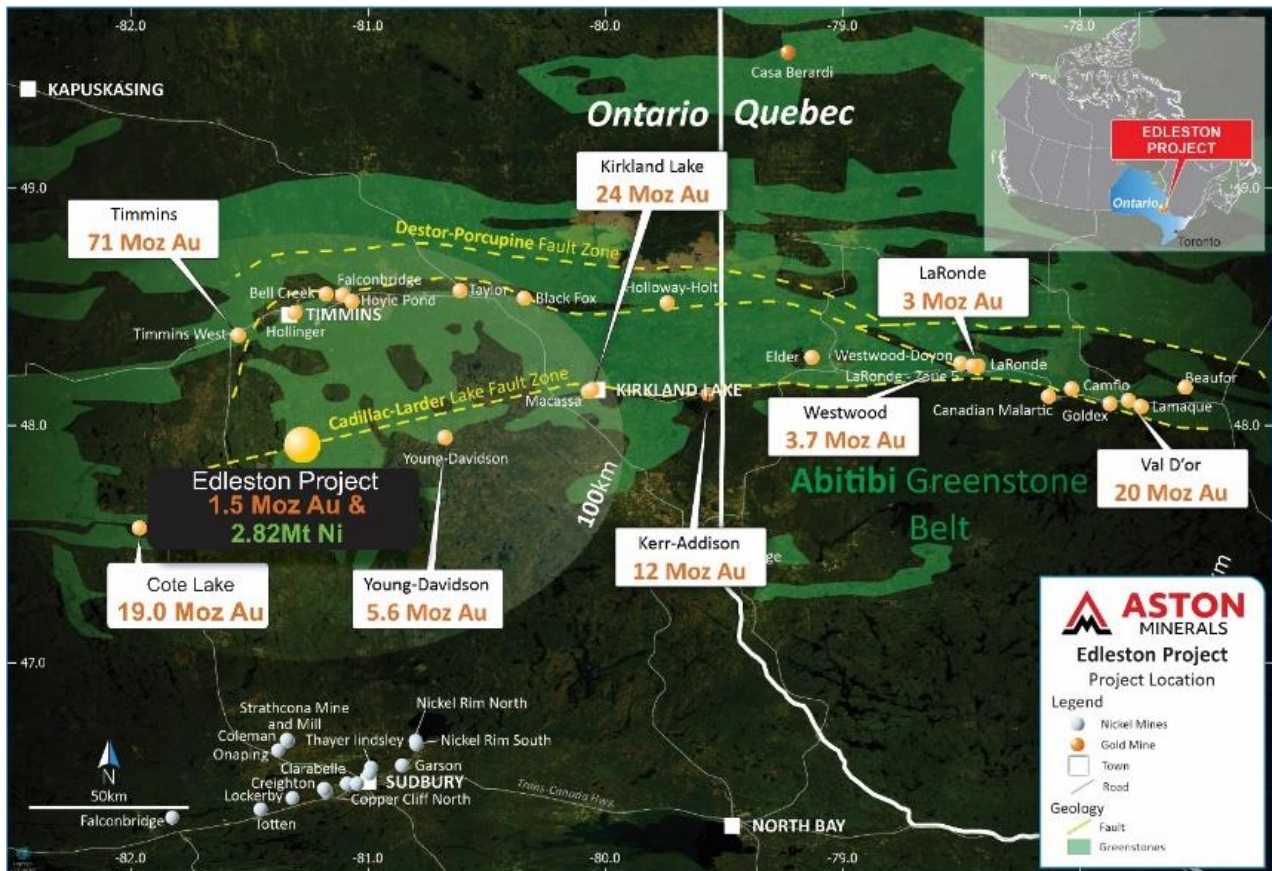 -82.0
-81.0
-80.0
-79.0
-78.0
Casa Berardi
KAPUSKASING
Ontario
Quebec
EDLESTON
PROJECT
Ontario
Toronto
-49.0
49.0
Kirkland Lake
24 Moz Au
Timmins
71 Moz Au
Destor-Porcupine Fault Zone
LaRonde
3 Moz Au
Falconbridge
Bell Creek
Hoyle Pond
Taylor
Black Fox
Holloway-Holt
TIMMINS
Hollinger
Timmins West
Elder
Westwood-Doyon
LaRonde
LaRonde - Zone 5
Cadillac-Larder Lake Fault Zone
Macassa
KIRKLAND LAKE
Camflo
Beaufor
Canadian Malartic
Goldex
Lamaque
Westwood
3.7 Moz Au
-48.0
48.0
Young-Davidson
Val D'or
20 Moz Au
Edleston Project
1.5 Moz Au &
2.82Mt Ni
100km
Abitibi Greenstone
Belt
Kerr-Addison
12 Moz Au
Cote Lake
19.0 Moz Au
Young-Davidson
5.6 Moz Au
ASTON
MINERALS
Edleston Project
Project Location
Legend
Nickel Mines
Gold Mine
Town
Road
Geology
Fault
Greenstones
-47.0
Strathcona Mine
and Mill
Nickel Rim North
Coleman
Onaping
Thayer lindsley
Nickel Rim South
Clarabelle
Garson
SUDBURY
Creighton
Copper Cliff North
Lockerby
Totten
Falconbridge
N
50km
Trans-Canada Hwy.
NORTH BAY
-82.0
-81.0
-80.0
-79.0